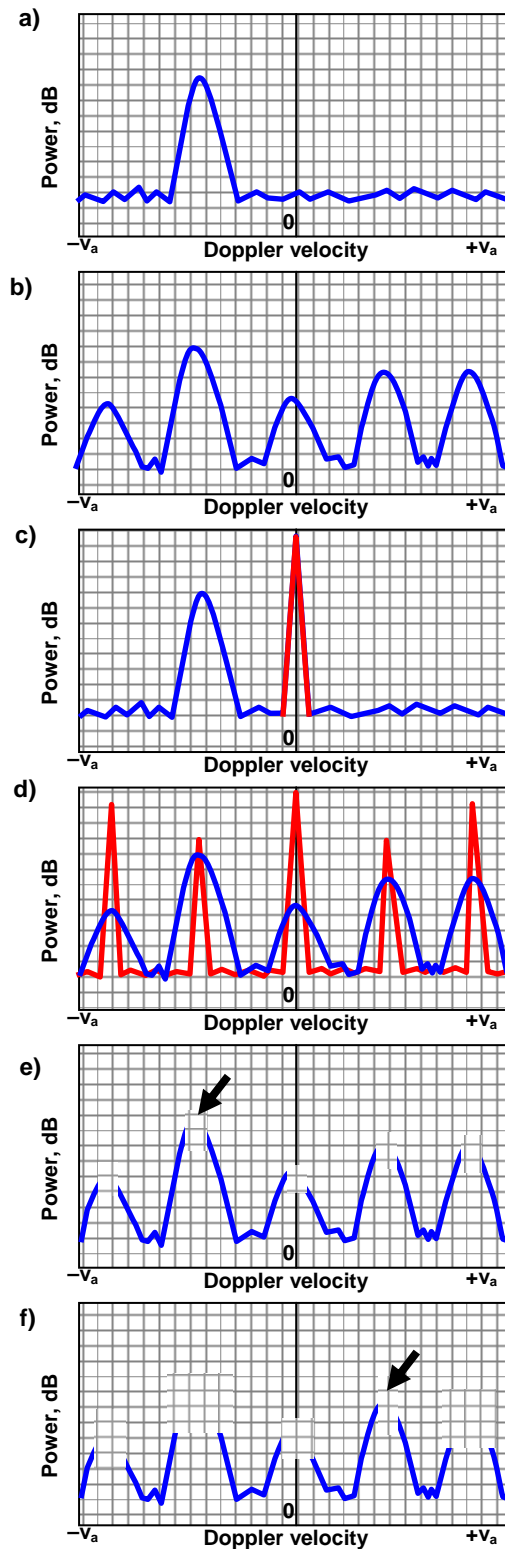 a)
Power, dB
0
–vₐ Doppler velocity +vₐ
b)
Power, dB
0
–vₐ Doppler velocity +vₐ
c)
Power, dB
0
–vₐ Doppler velocity +vₐ
d)
Power, dB
0
–vₐ Doppler velocity +vₐ
e)
Power, dB
0
–vₐ Doppler velocity +vₐ
f)
Power, dB
0
–vₐ Doppler velocity +vₐ